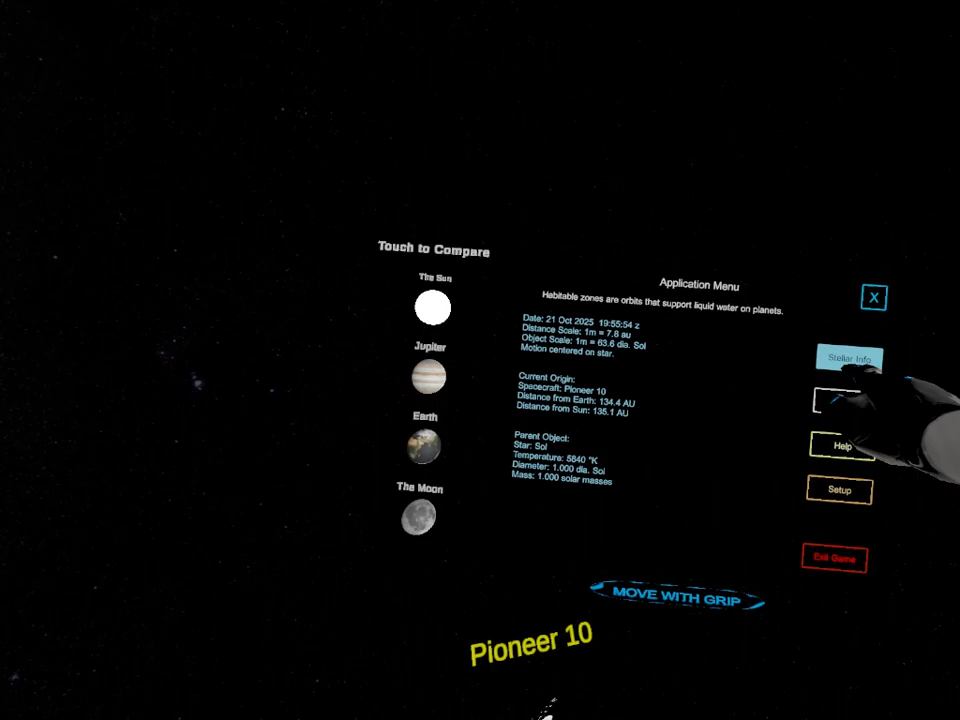 Touch to Compare
The Sun
Jupiter
Earth
The Moon
Application Menu
Habitable zones are orbits that support liquid water on planets.
Date: 21 Oct 2025 19:55:54 z
Distance Scale: 1m = 7.8 au
Object Scale: 1m = 63.6 dia. Sol
Motion centered on star.
Current Origin:
Spacecraft: Pioneer 10
Distance from Earth: 134.4 AU
Distance from Sun: 135.1 AU
Parent Object:
Star: Sol
Temperature: 5840 °K
Diameter: 1.000 dia. Sol
Mass: 1.000 solar masses
X
Stellar Info
Help
Setup
Exit Game
MOVE WITH GRIP
Pioneer 10